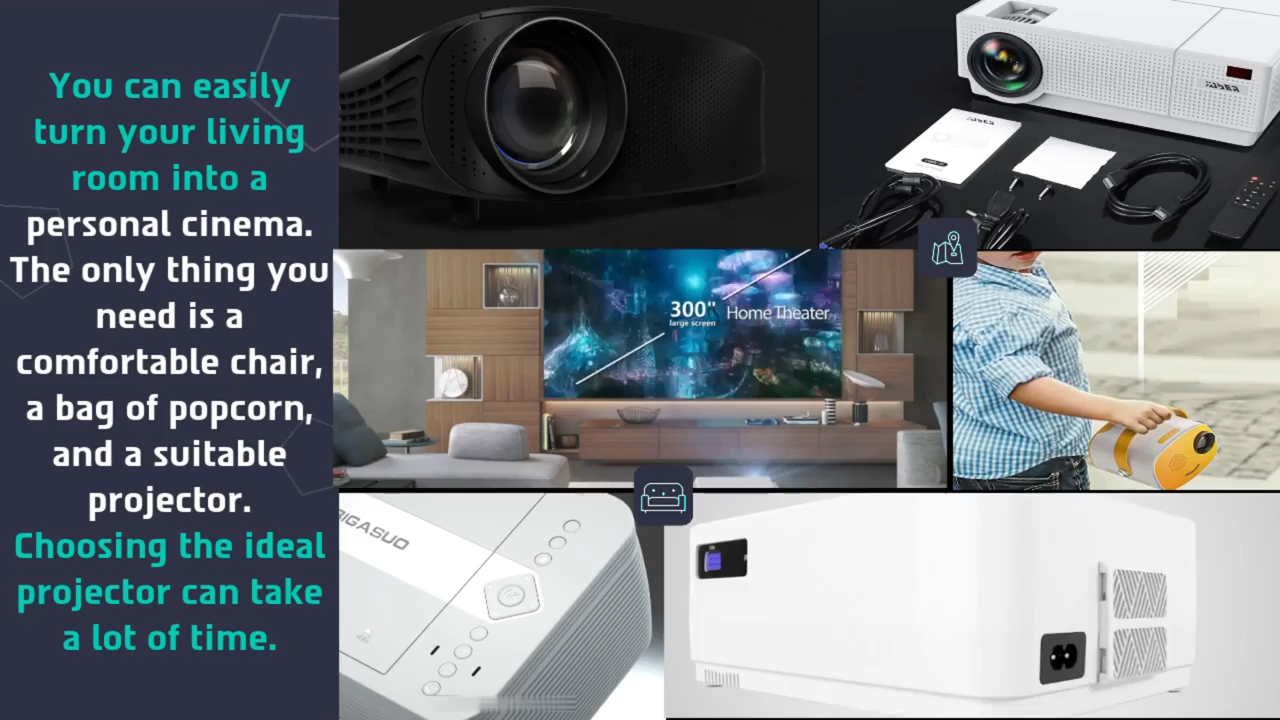 You can easily
turn your living
room into a
personal cinema.
The only thing you
need is a
comfortable chair,
a bag of popcorn,
and a suitable
projector.
Choosing the ideal
projector can take
a lot of time.
300"
large screen
Home Theater